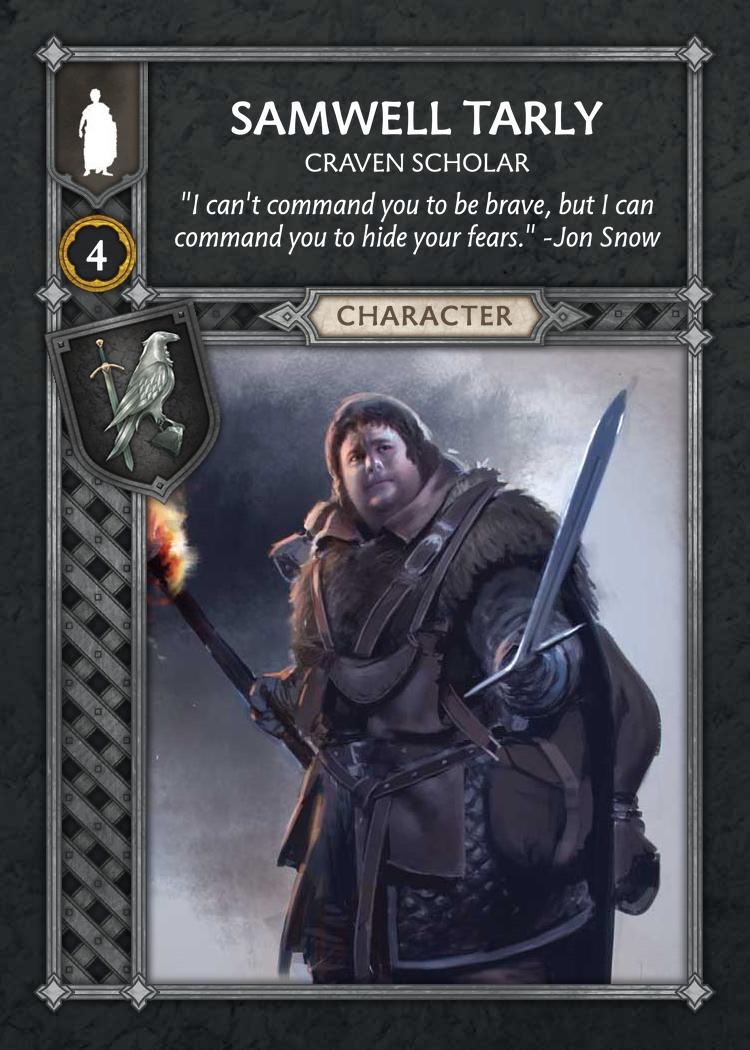 SAMWELL TARLY
CRAVEN SCHOLAR
"I can't command you to be brave, but I can
command you to hide your fears." -Jon Snow
4
CHARACTER